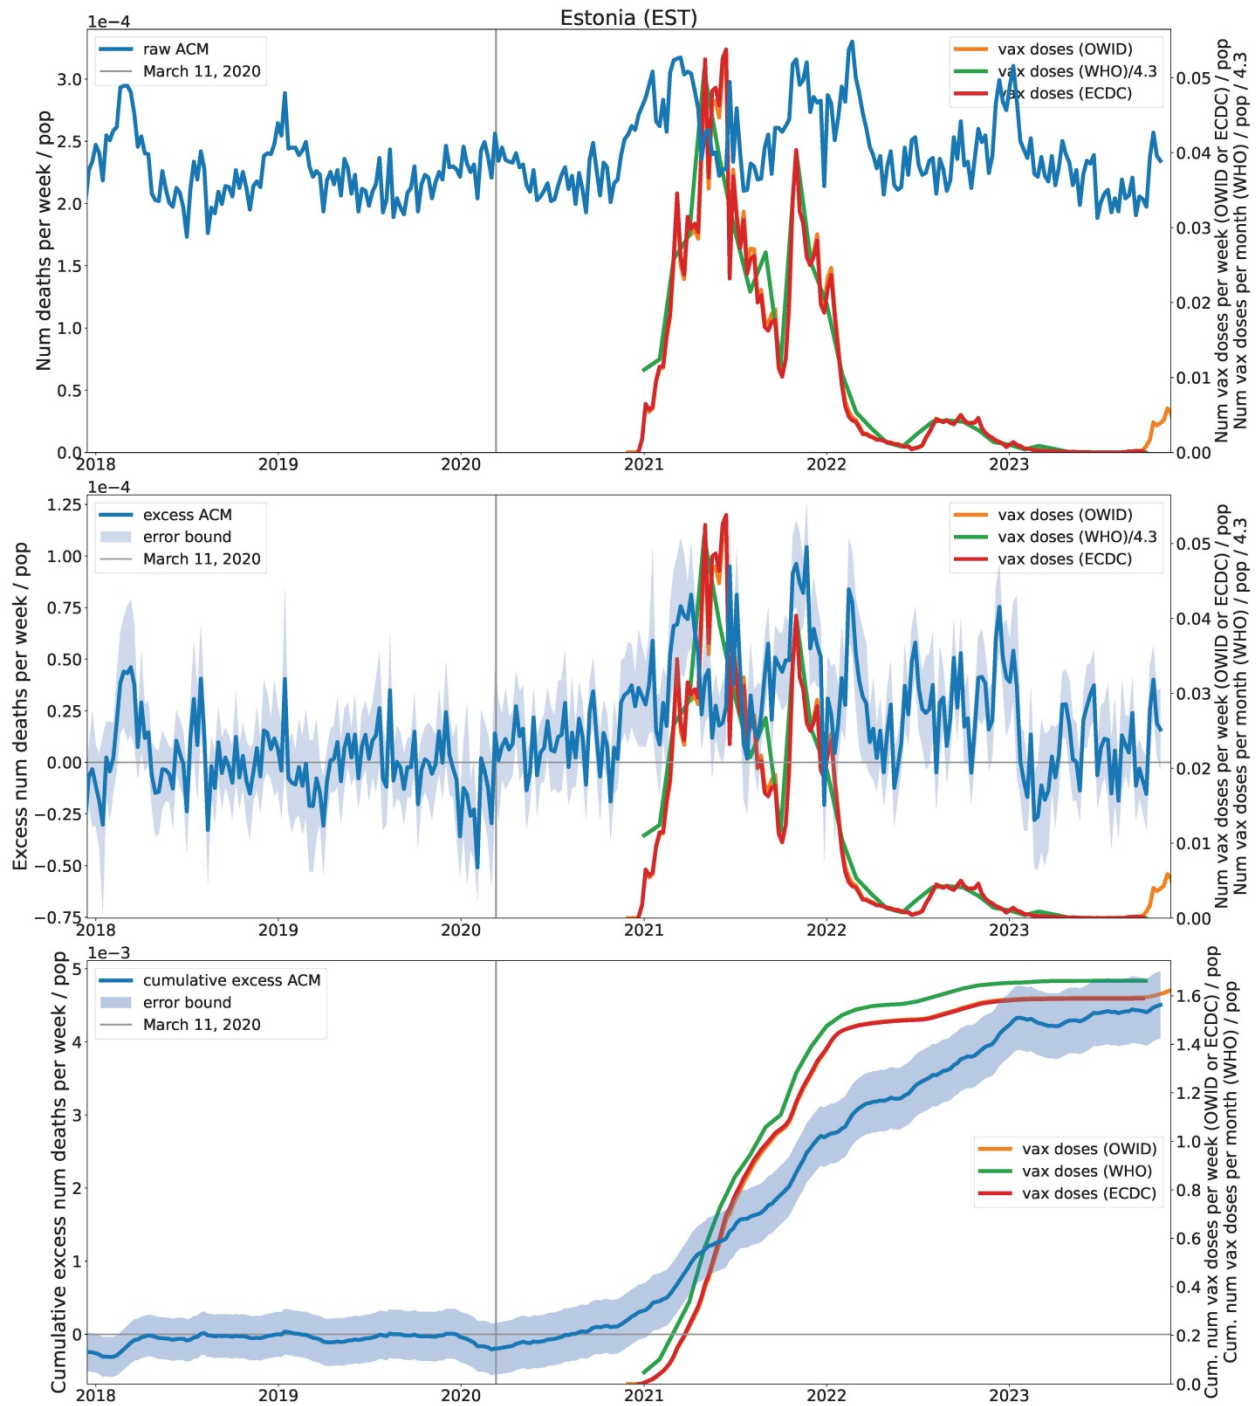 Estonia (EST)
1e−4
raw ACM
March 11, 2020
vax doses (OWID)
vax doses (WHO)/4.3
vax doses (ECDC)
Num deaths per week / pop
3.0
2.5
2.0
1.5
1.0
0.5
0.0
0.05
0.04
0.03
0.02
0.01
0.00
Num vax doses per week (OWID or ECDC) / pop
Num vax doses per month (WHO) / pop / 4.3
2018 2019 2020 2021 2022 2023
1e−4
excess ACM
error bound
March 11, 2020
vax doses (OWID)
vax doses (WHO)/4.3
vax doses (ECDC)
Excess num deaths per week / pop
1.25
1.00
0.75
0.50
0.25
0.00
−0.25
−0.50
−0.75
0.05
0.04
0.03
0.02
0.01
0.00
Num vax doses per week (OWID or ECDC) / pop
Num vax doses per month (WHO) / pop / 4.3
2018 2019 2020 2021 2022 2023
1e−3
cumulative excess ACM
error bound
March 11, 2020
Cumulative excess num deaths per week / pop
5
4
3
2
1
0
vax doses (OWID)
vax doses (WHO)
vax doses (ECDC)
1.6
1.4
1.2
1.0
0.8
0.6
0.4
0.2
0.0
Cum. num vax doses per week (OWID or ECDC) / pop
Cum. num vax doses per month (WHO) / pop
2018 2019 2020 2021 2022 2023